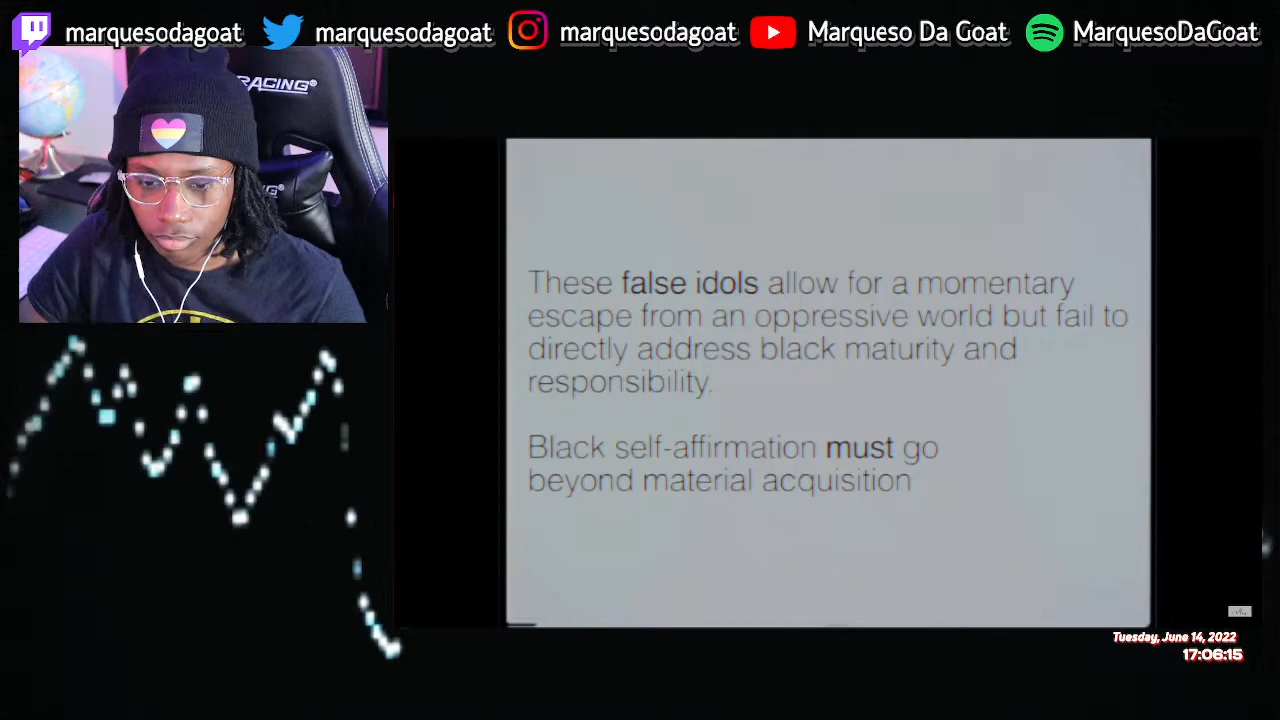 marquesodagoat marquesodagoat marquesodagoat Marqueso Da Goat MarquesoDaGoat
RACING®
These false idols allow for a momentary
escape from an oppressive world but fail to
directly address black maturity and
responsibility.
Black self-affirmation must go
beyond material acquisition
Tuesday, June 14, 2022
17:06:15